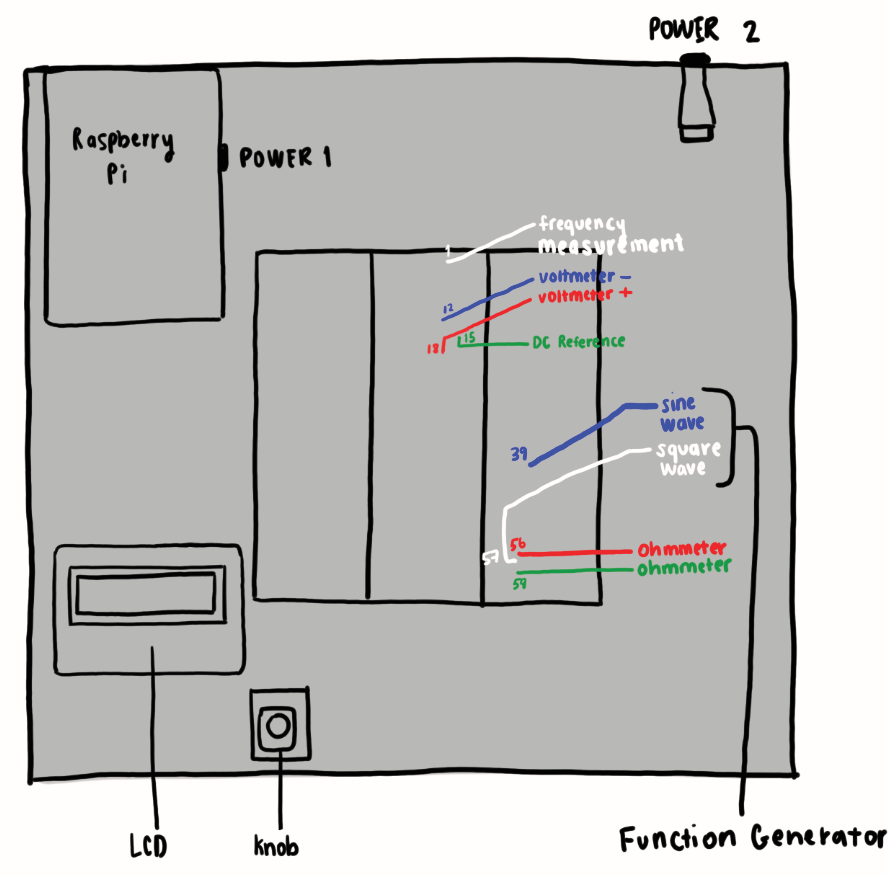 POWER 2
Raspberry
Pi
POWER 1
frequency
measurement
1
voltmeter -
12
voltmeter +
18
15
DC Reference
sine
wave
39
square
wave
57
56
Ohmmeter
ohmmeter
59
LCD
knob
Function Generator